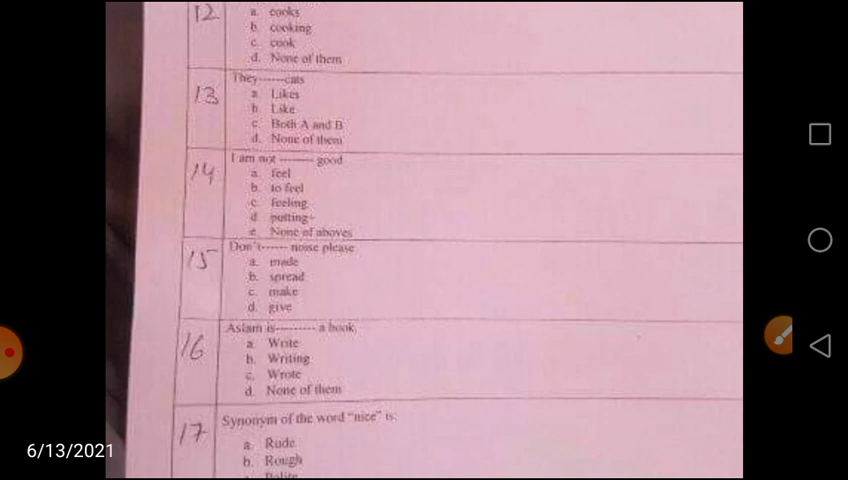 12
a. cooks
b. cooking
c. cook
d. None of them
13
They------cats
a. Likes
b. Like
c. Both A and B
d. None of them
14
I am not -------- good
a. feel
b. to feel
c. feeling
d. putting
e. None of aboves
15
Don't------ noise please
a. made
b. spread
c. make
d. give
16
Aslam is--------- a book.
a. Write
b. Writing
c. Wrote
d. None of them
17
Synonym of the word "nice" is:
a. Rude
b. Rough
Polite
6/13/2021